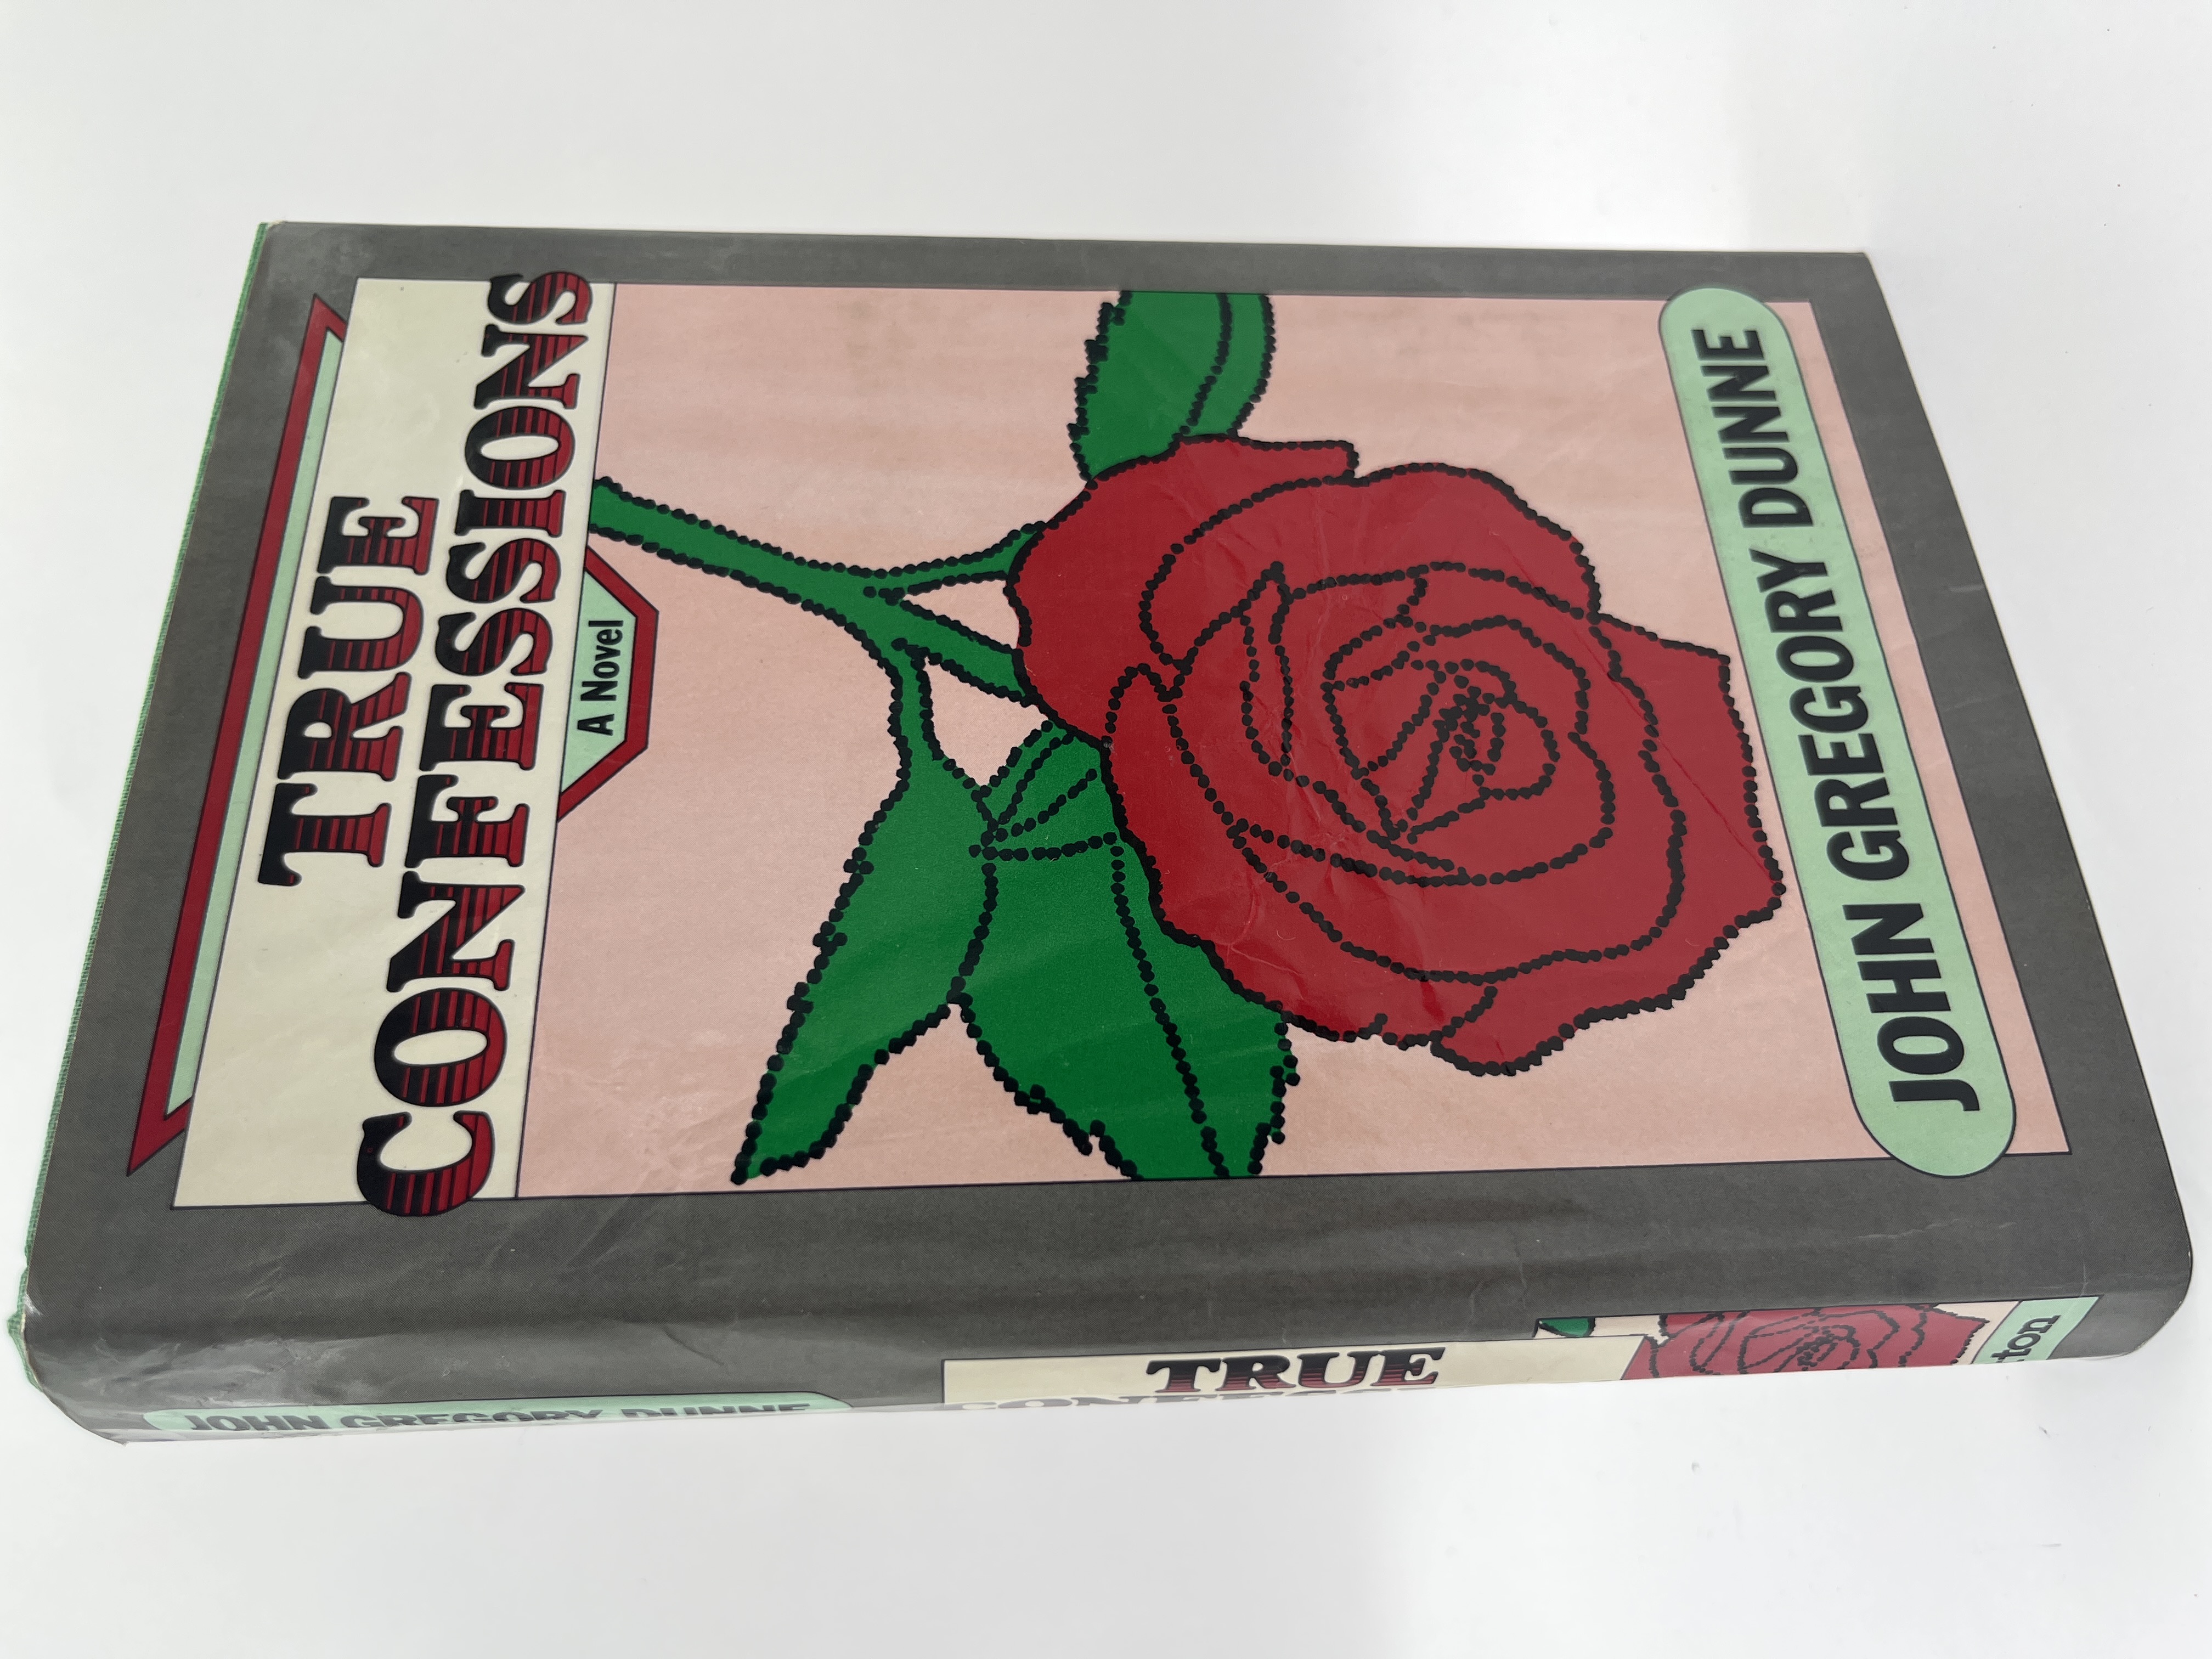 TRUE
CONFESSIONS
A Novel
JOHN GREGORY DUNNE
JOHN GREGORY DUNNE
TRUE